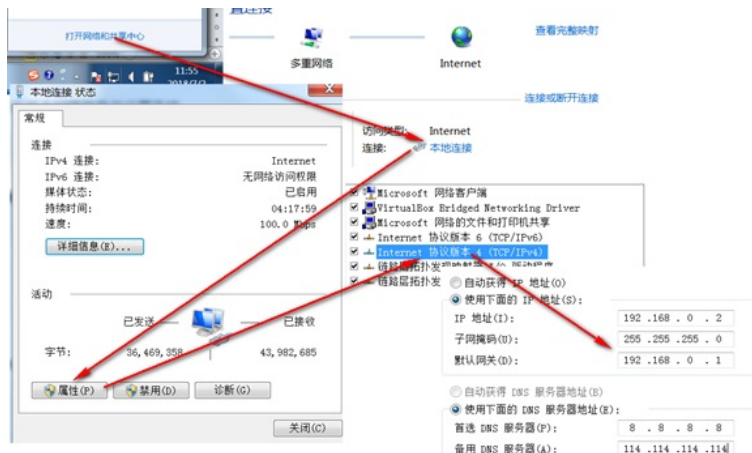 打开网络和共享中心
11:55
本地连接 状态
常规
连接
IPv4 连接: Internet
IPv6 连接: 无网络访问权限
媒体状态: 已启用
持续时间: 04:17:59
速度: 100.0 Mbps
详细信息(E)...
活动
已发送 已接收
字节: 36,469,358 43,982,685
属性(P) 禁用(D) 诊断(G)
关闭(C)
查看完整映射
多重网络 Internet
连接或断开连接
访问类型: Internet
连接: 本地连接
Microsoft 网络客户端
VirtualBox Bridged Networking Driver
Microsoft 网络的文件和打印机共享
Internet 协议版本 6 (TCP/IPv6)
Internet 协议版本 4 (TCP/IPv4)
链路层拓扑发现映射器 I/O 驱动程序
链路层拓扑发
自动获得 IP 地址(O)
使用下面的 IP 地址(S):
IP 地址(I): 192 .168 . 0 . 2
子网掩码(U): 255 .255 .255 . 0
默认网关(D): 192 .168 . 0 . 1
自动获得 DNS 服务器地址(B)
使用下面的 DNS 服务器地址(E):
首选 DNS 服务器(P): 8 . 8 . 8 . 8
备用 DNS 服务器(A): 114 .114 .114 .114